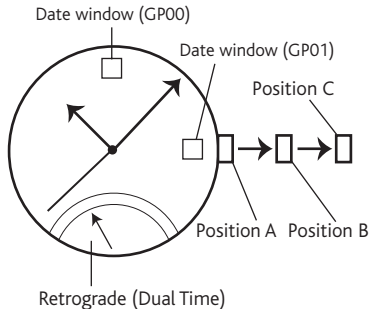 Date window (GP00)
Date window (GP01)
Position C
Position A
Position B
Retrograde (Dual Time)